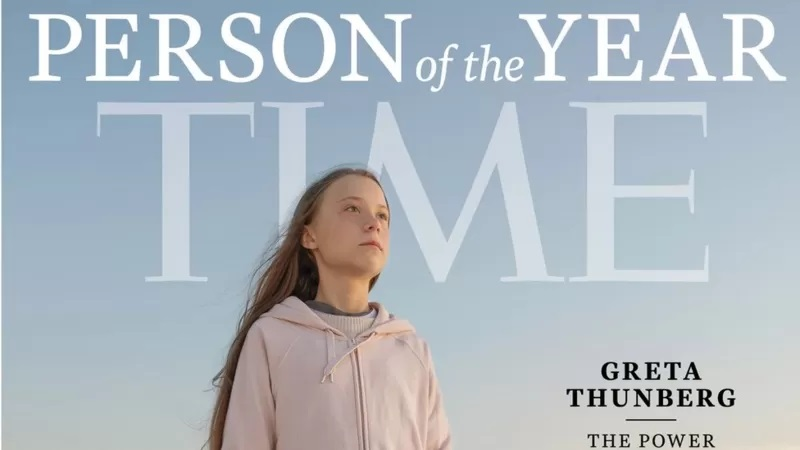 PERSON of the YEAR
TIME
GRETA
THUNBERG
THE POWER